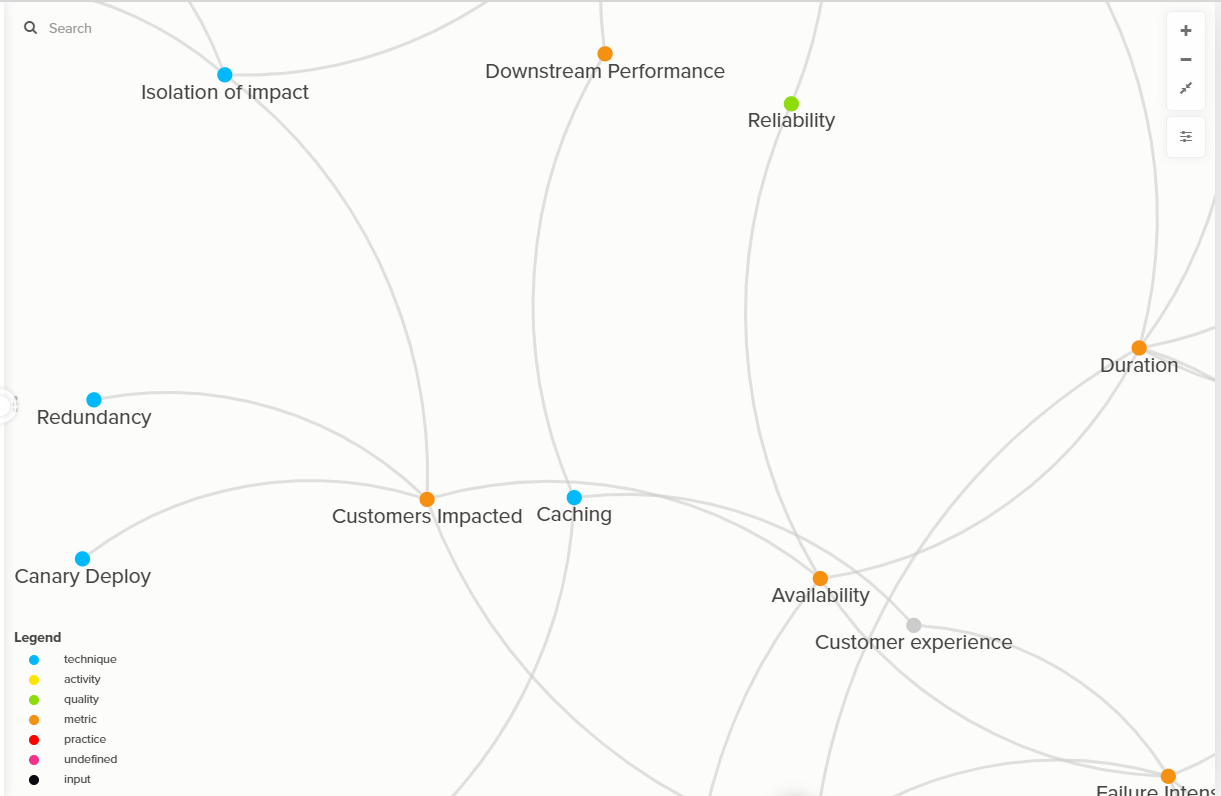 Search
Isolation of impact
Downstream Performance
Reliability
Duration
Redundancy
Customers Impacted
Caching
Canary Deploy
Availability
Customer experience
Legend
technique
activity
quality
metric
practice
undefined
input
Failure Intens